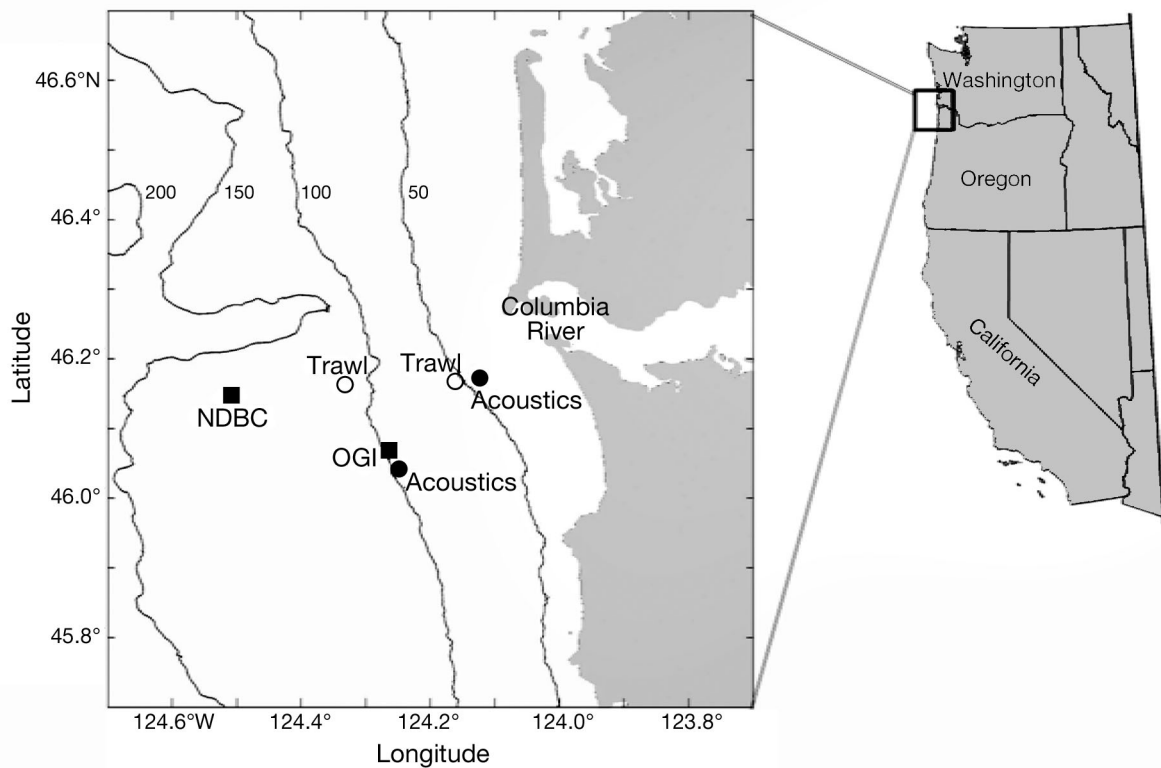 46.6°N
46.4°
46.2°
46.0°
45.8°
Latitude
200
150
100
50
Columbia
River
Trawl
Trawl
Acoustics
NDBC
OGI
Acoustics
124.6°W
124.4°
124.2°
124.0°
123.8°
Longitude
Washington
Oregon
California